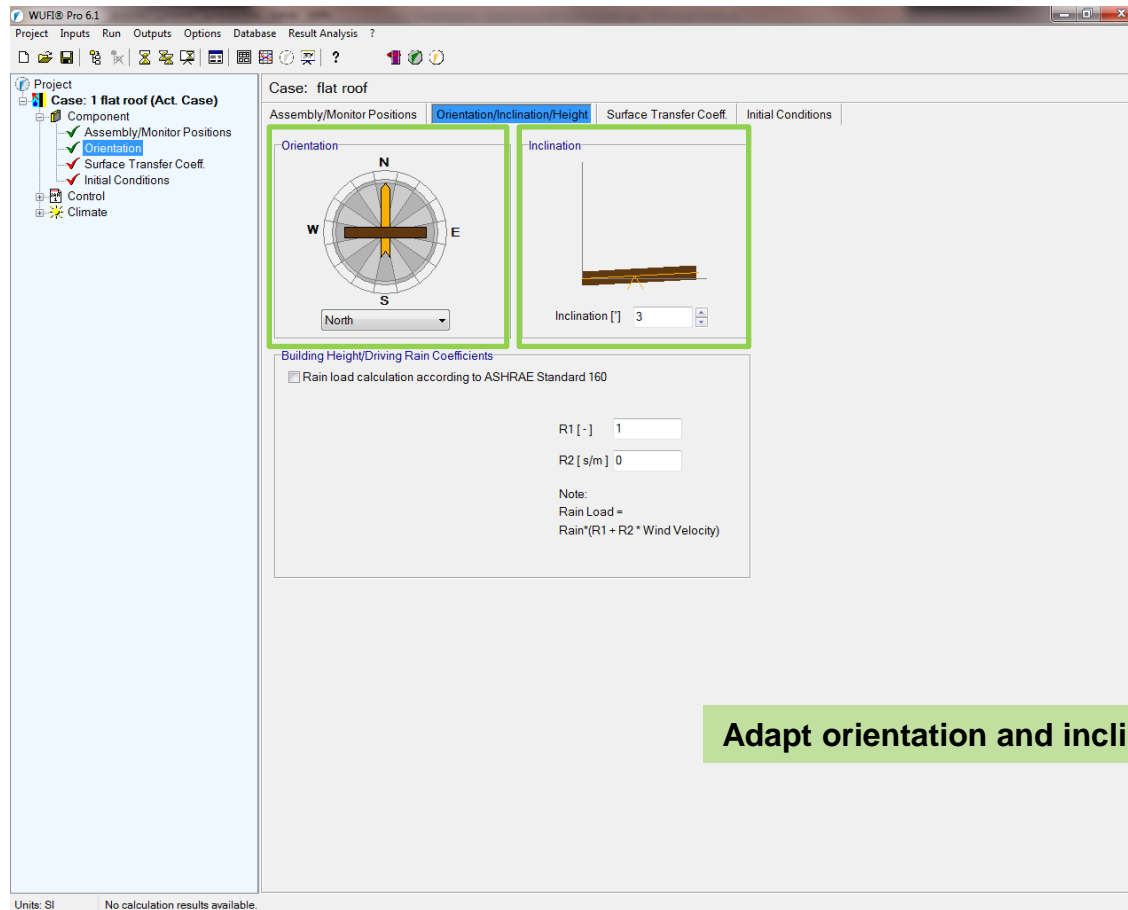 WUFI® Pro 6.1
Project Inputs Run Outputs Options Database Result Analysis ?
?
Project
Case: 1 flat roof (Act. Case)
Component
Assembly/Monitor Positions
Orientation
Surface Transfer Coeff.
Initial Conditions
Control
Climate
Case: flat roof
Assembly/Monitor Positions Orientation/Inclination/Height Surface Transfer Coeff. Initial Conditions
Orientation
N
W
E
S
North
Inclination
Inclination [°] 3
Building Height/Driving Rain Coefficients
Rain load calculation according to ASHRAE Standard 160
R1 [ - ] 1
R2 [ s/m ] 0
Note:
Rain Load =
Rain*(R1 + R2 * Wind Velocity)
Adapt orientation and incli
Units: SI No calculation results available.